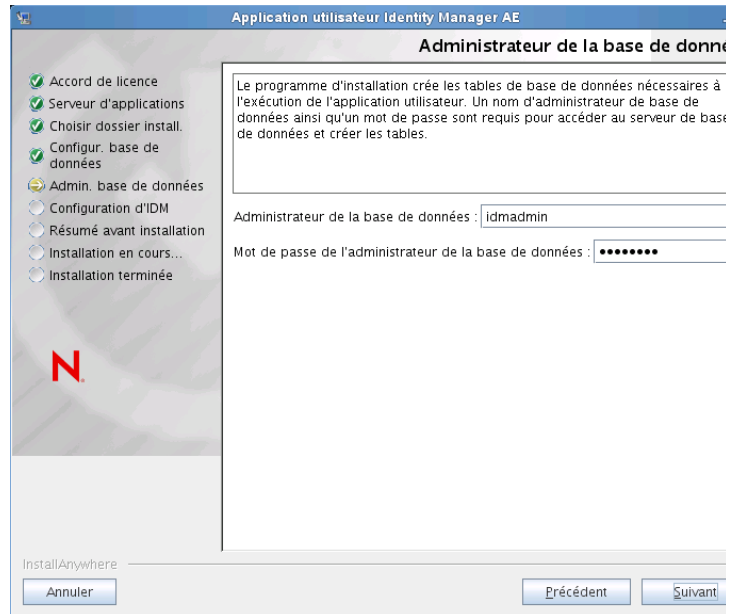 Application utilisateur Identity Manager AE
Administrateur de la base de donné
Accord de licence
Serveur d'applications
Choisir dossier install.
Configur. base de
données
Admin. base de données
Configuration d'IDM
Résumé avant installation
Installation en cours...
Installation terminée
N
Le programme d'installation crée les tables de base de données nécessaires à
l'exécution de l'application utilisateur. Un nom d'administrateur de base de
données ainsi qu'un mot de passe sont requis pour accéder au serveur de base
de données et créer les tables.
Administrateur de la base de données : idmadmin
Mot de passe de l'administrateur de la base de données : ••••••••
InstallAnywhere
Annuler
Précédent
Suivant